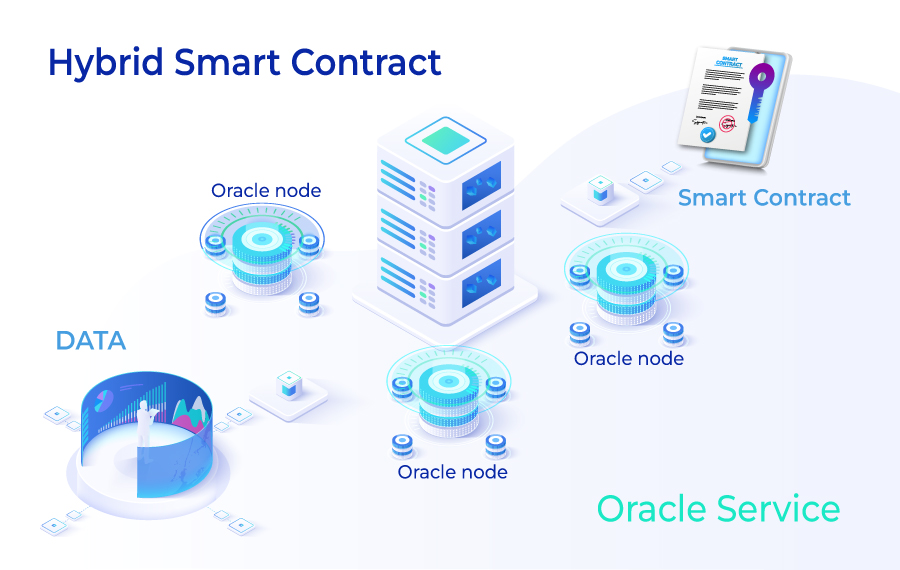 Hybrid Smart Contract
SMART
CONTRACT
Oracle node
Smart Contract
DATA
Oracle node
Oracle node
Oracle Service